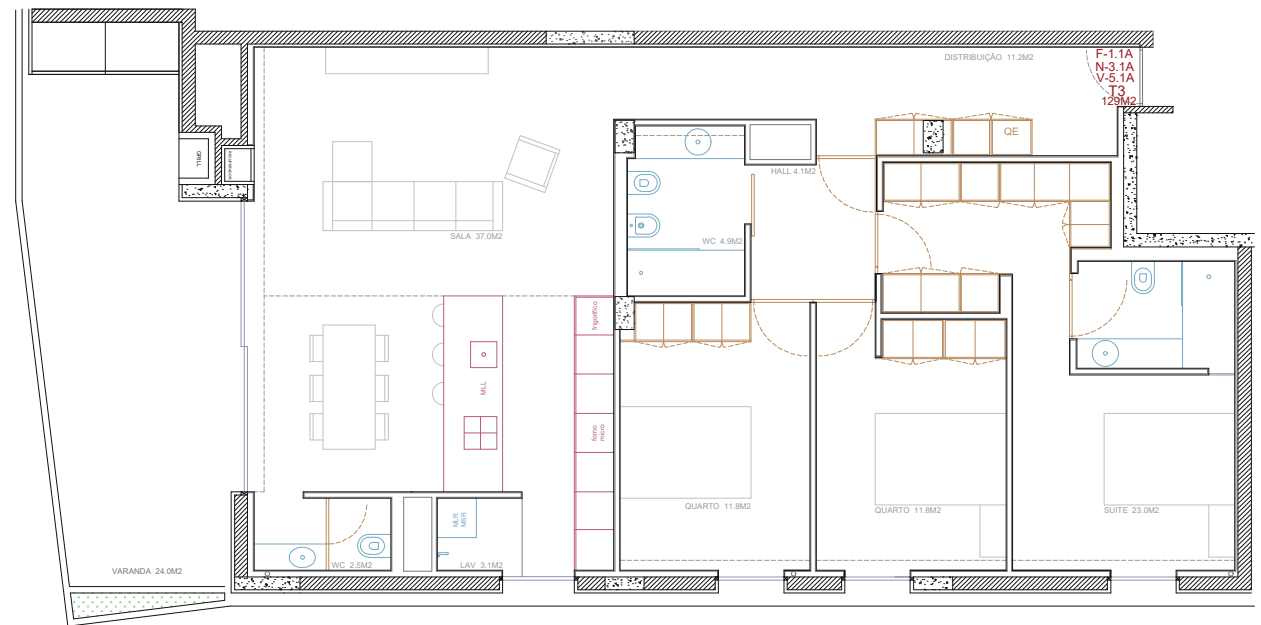 DISTRIBUIÇÃO 11.2M2
F-1.1A
N-3.1A
V-5.1A
T3
129M2
QE
GRILL
HALL 4.1M2
SALA 37.0M2
WC 4.9M2
frigorífico
MLL
forno
micro
QUARTO 11.8M2
QUARTO 11.8M2
SUITE 23.0M2
MLR
MSR
WC 2.5M2
LAV 3.1M2
VARANDA 24.0M2